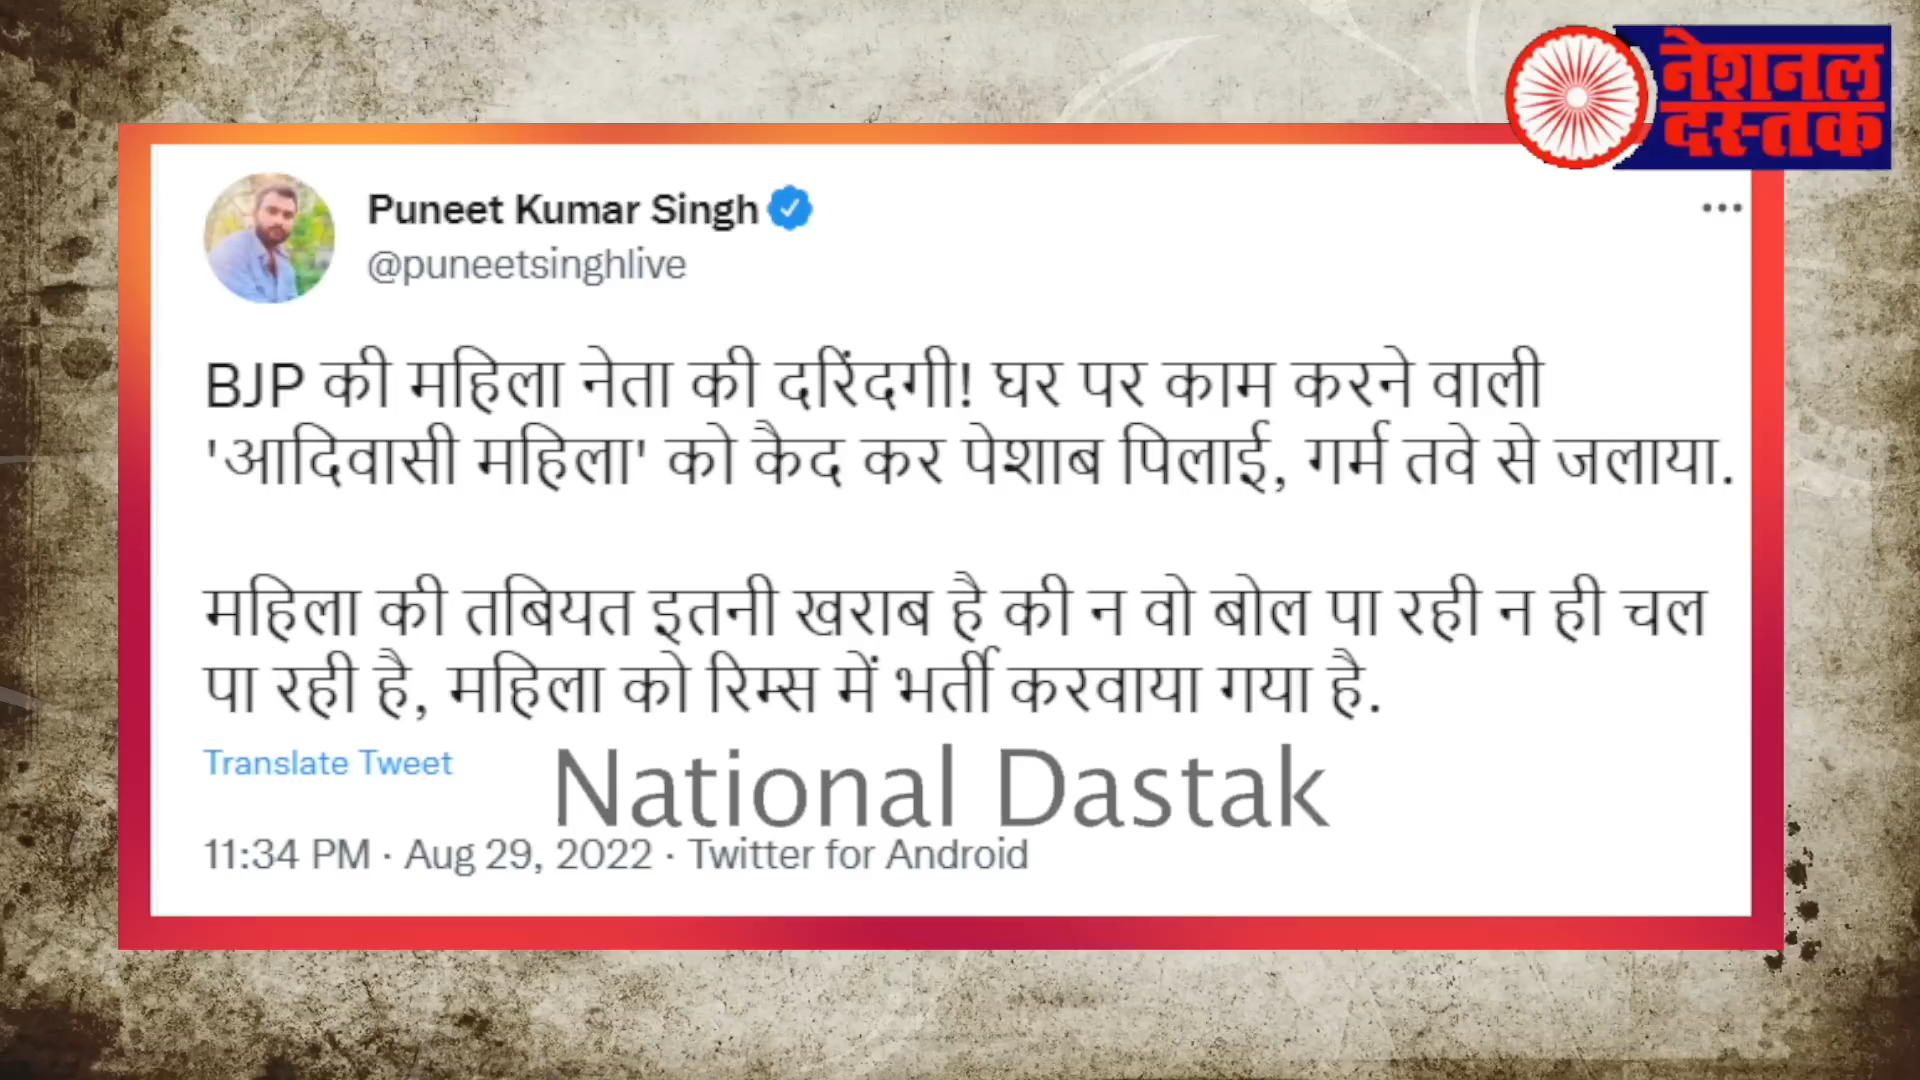 नेशनल
दस्तक
Puneet Kumar Singh
@puneetsinghlive
BJP की महिला नेता की दरिंदगी! घर पर काम करने वाली
'आदिवासी महिला' को कैद कर पेशाब पिलाई, गर्म तवे से जलाया.
महिला की तबियत इतनी खराब है की न वो बोल पा रही न ही चल
पा रही है, महिला को रिम्स में भर्ती करवाया गया है.
Translate Tweet
National Dastak
11:34 PM · Aug 29, 2022 · Twitter for Android